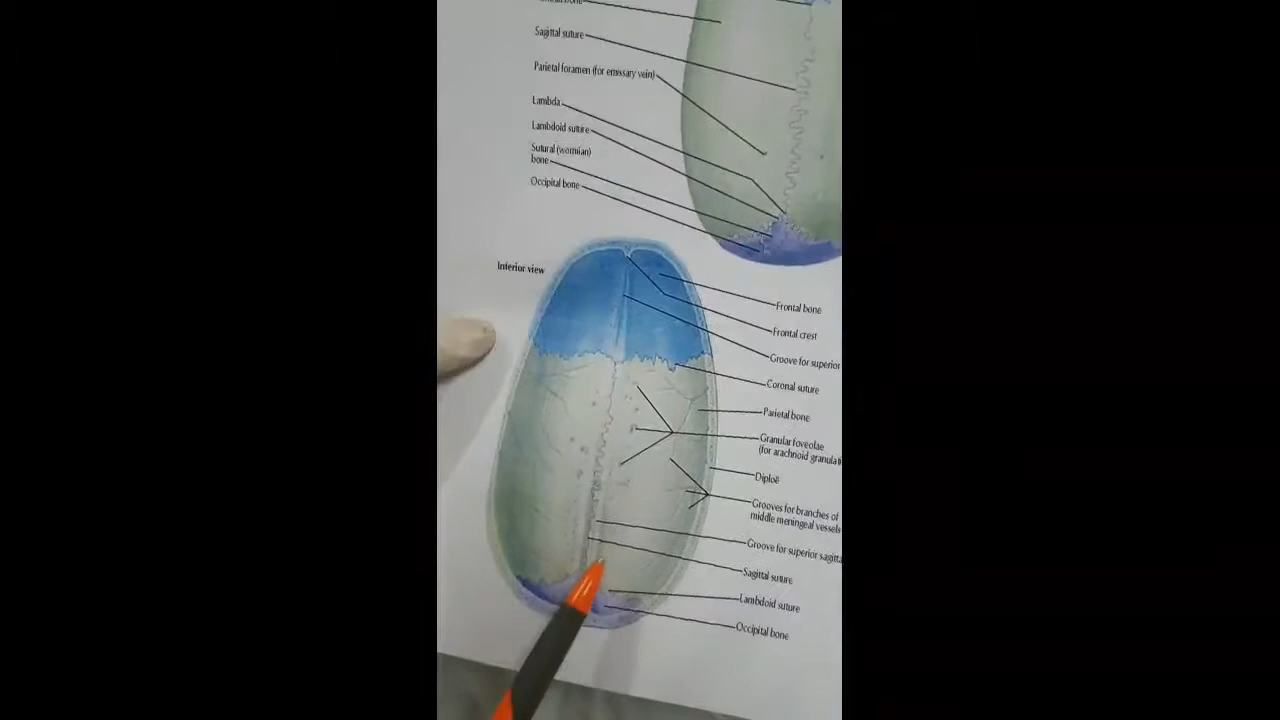 Sagittal suture
Parietal foramen (for emissary vein)
Lambda
Lambdoid suture
Sutural (wormian)
bone
Occipital bone
Interior view
Frontal bone
Frontal crest
Groove for superior
Coronal suture
Parietal bone
Granular foveolae
(for arachnoid granulati
Diploë
Grooves for branches of
middle meningeal vessels
Groove for superior sagitta
Sagittal suture
Lambdoid suture
Occipital bone